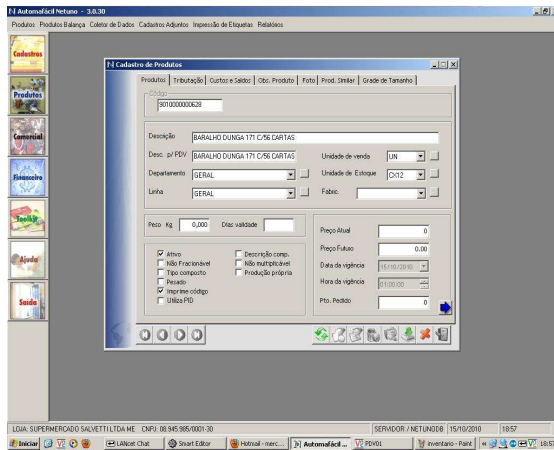 Automafácil Netuno - 3.0.30
Produtos Produtos Balança Coletor de Dados Cadastros Adjuntos Impressão de Etiquetas Relatórios
Cadastros
Produtos
Comercial
Financeiro
Toolkit
Ajuda
Saída
Cadastro de Produtos
Produtos Tributação Custos e Saldos Obs. Produto Foto Prod. Similar Grade de Tamanho
Código
9010000000628
Descrição BARALHO DUNGA 171 C/56 CARTAS
Desc. p/ PDV BARALHO DUNGA 171 C/56 CARTAS Unidade de venda UN
Departamento GERAL Unidade de Estoque CX12
Linha GERAL Fabric.
Peso Kg 0,000 Dias validade
Preço Atual 0
Preço Futuro 0.00
Data da vigência 15/10/2010
Hora da vigência 01:00:00
Pto. Pedido 0
Ativo Descrição comp.
Não Fracionável Não multiplicável
Tipo composto Produção própria
Pesado
Imprime código
Utiliza PID
LOJA: SUPERMERCADO SALVETTI LTDA ME CNPJ: 08.945.985/0001-30 SERVIDOR / NETUNODB 15/10/2010 18:57
Iniciar LANcet Chat Smart Editor Hotmail - merc... Automafácil ... PDV01 inventario - Paint 18:57